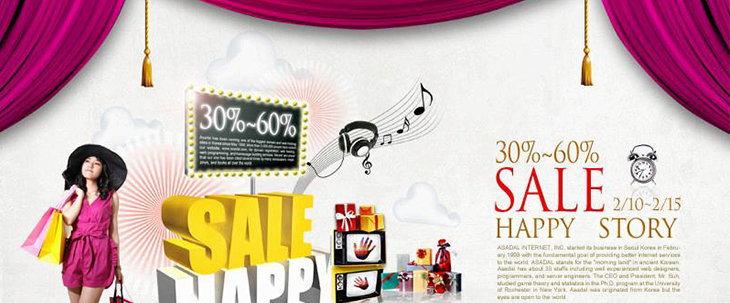 30%~60%
SALE
HAPPY
30%~60%
SALE 2/10~2/15
HAPPY STORY
ASADAL INTERNET, INC. started its business in Seoul Korea in Febru-
ary 1998 with the fundamental goal of providing better internet services
to the world. ASADAL stands for the "morning land" in ancient Korean.
Asadal has about 35 staffs including well experienced web designers,
programmers, and server engineers. The CEO and President, Mr. Suh,
studied game theory and statistics in the Ph.D. program at the University
of Rochester in New York. Asadal was originated from Korea but the
eyes are open to the world